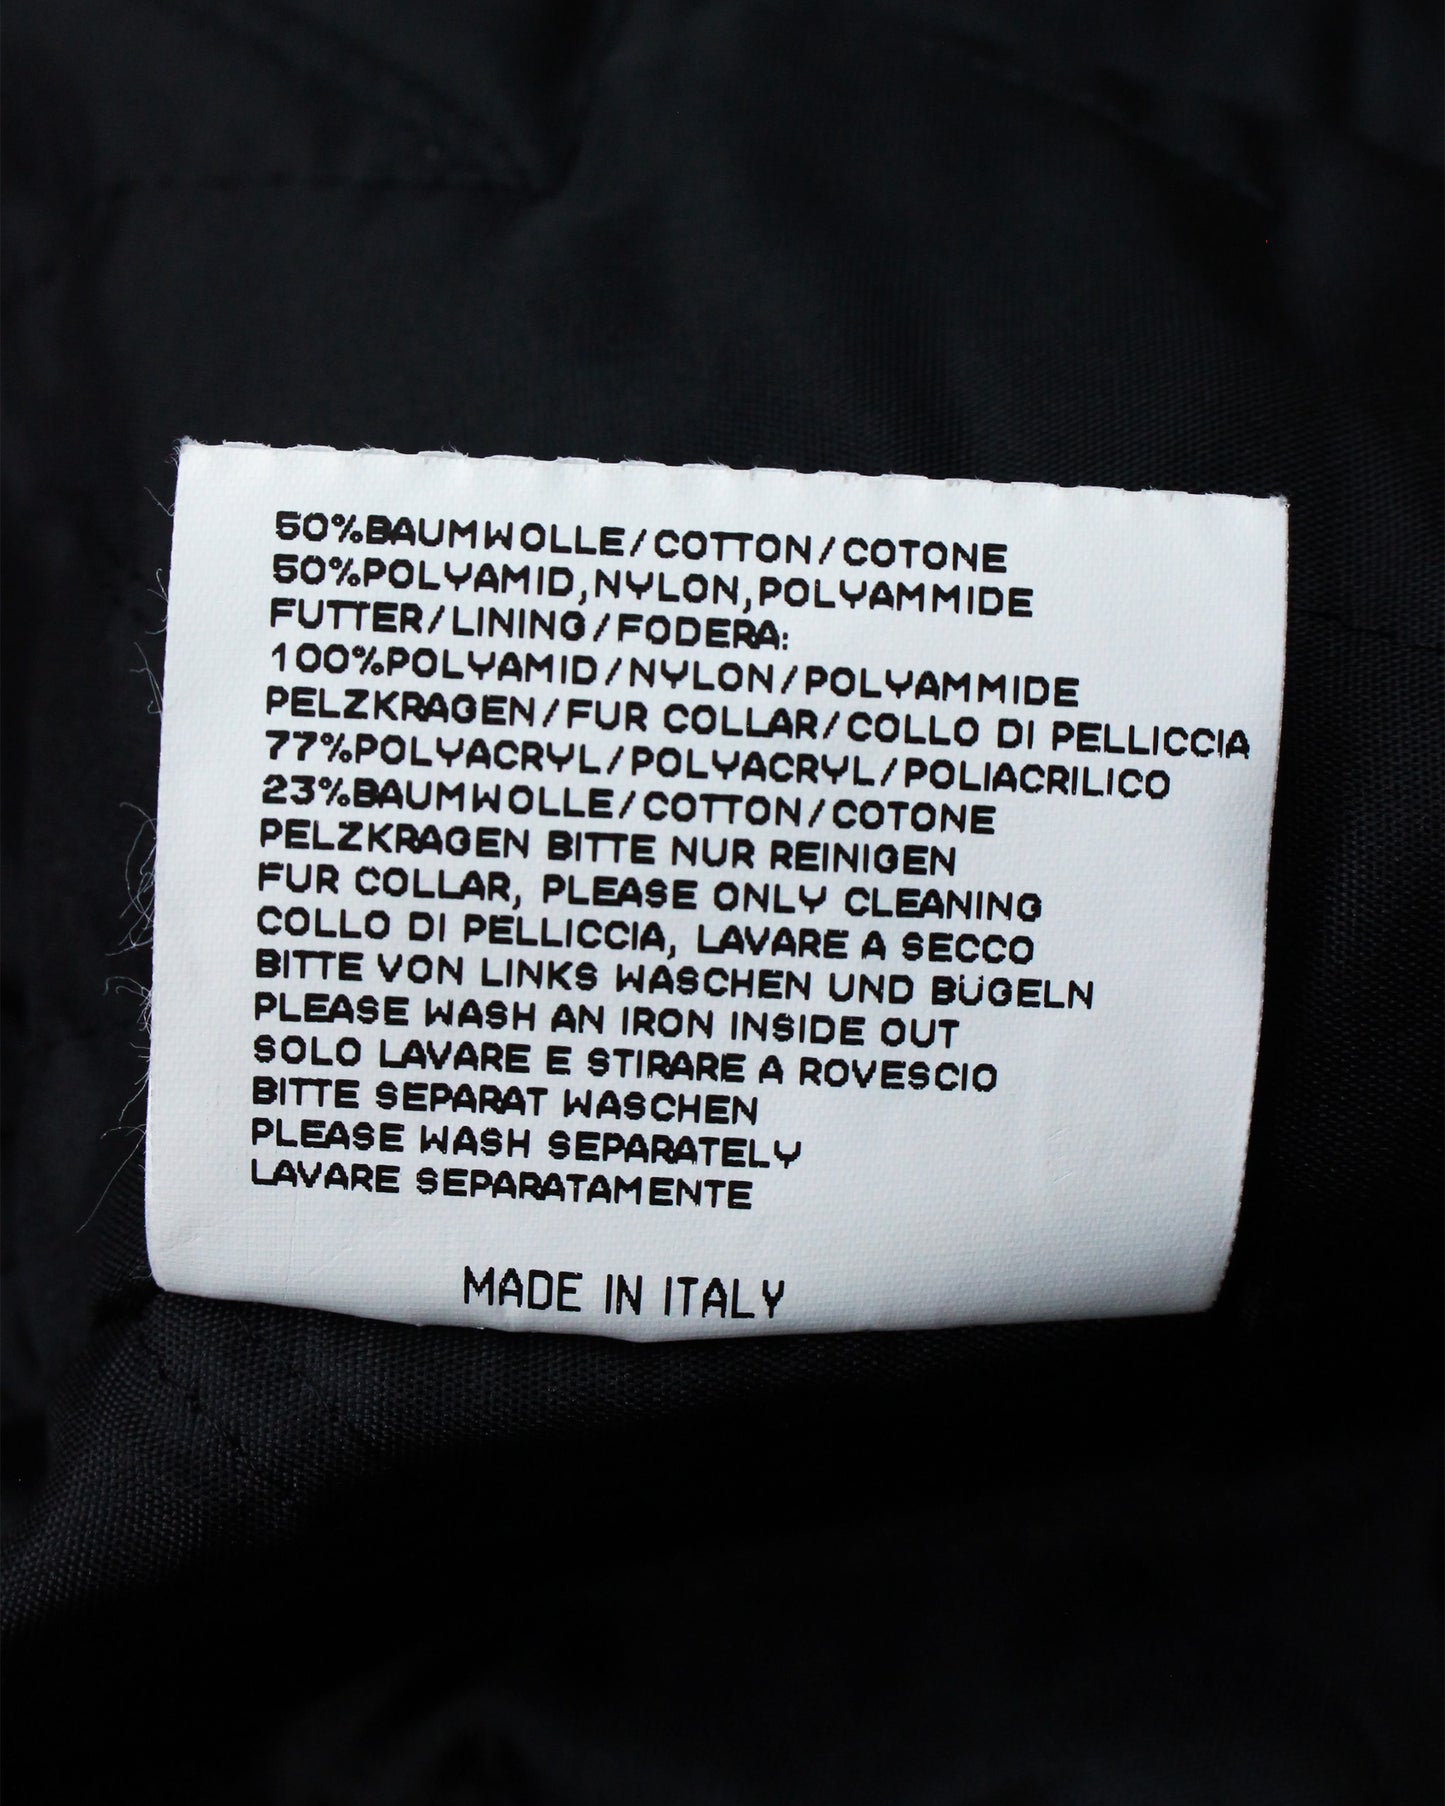 50%BAUMWOLLE/COTTON/COTONE
50%POLYAMID,NYLON,POLYAMMIDE
FUTTER/LINING/FODERA:
100%POLYAMID/NYLON/POLYAMMIDE
PELZKRAGEN/FUR COLLAR/COLLO DI PELLICCIA
77%POLYACRYL/POLYACRYL/POLIACRILICO
23%BAUMWOLLE/COTTON/COTONE
PELZKRAGEN BITTE NUR REINIGEN
FUR COLLAR, PLEASE ONLY CLEANING
COLLO DI PELLICCIA, LAVARE A SECCO
BITTE VON LINKS WASCHEN UND BÜGELN
PLEASE WASH AN IRON INSIDE OUT
SOLO LAVARE E STIRARE A ROVESCIO
BITTE SEPARAT WASCHEN
PLEASE WASH SEPARATELY
LAVARE SEPARATAMENTE
MADE IN ITALY